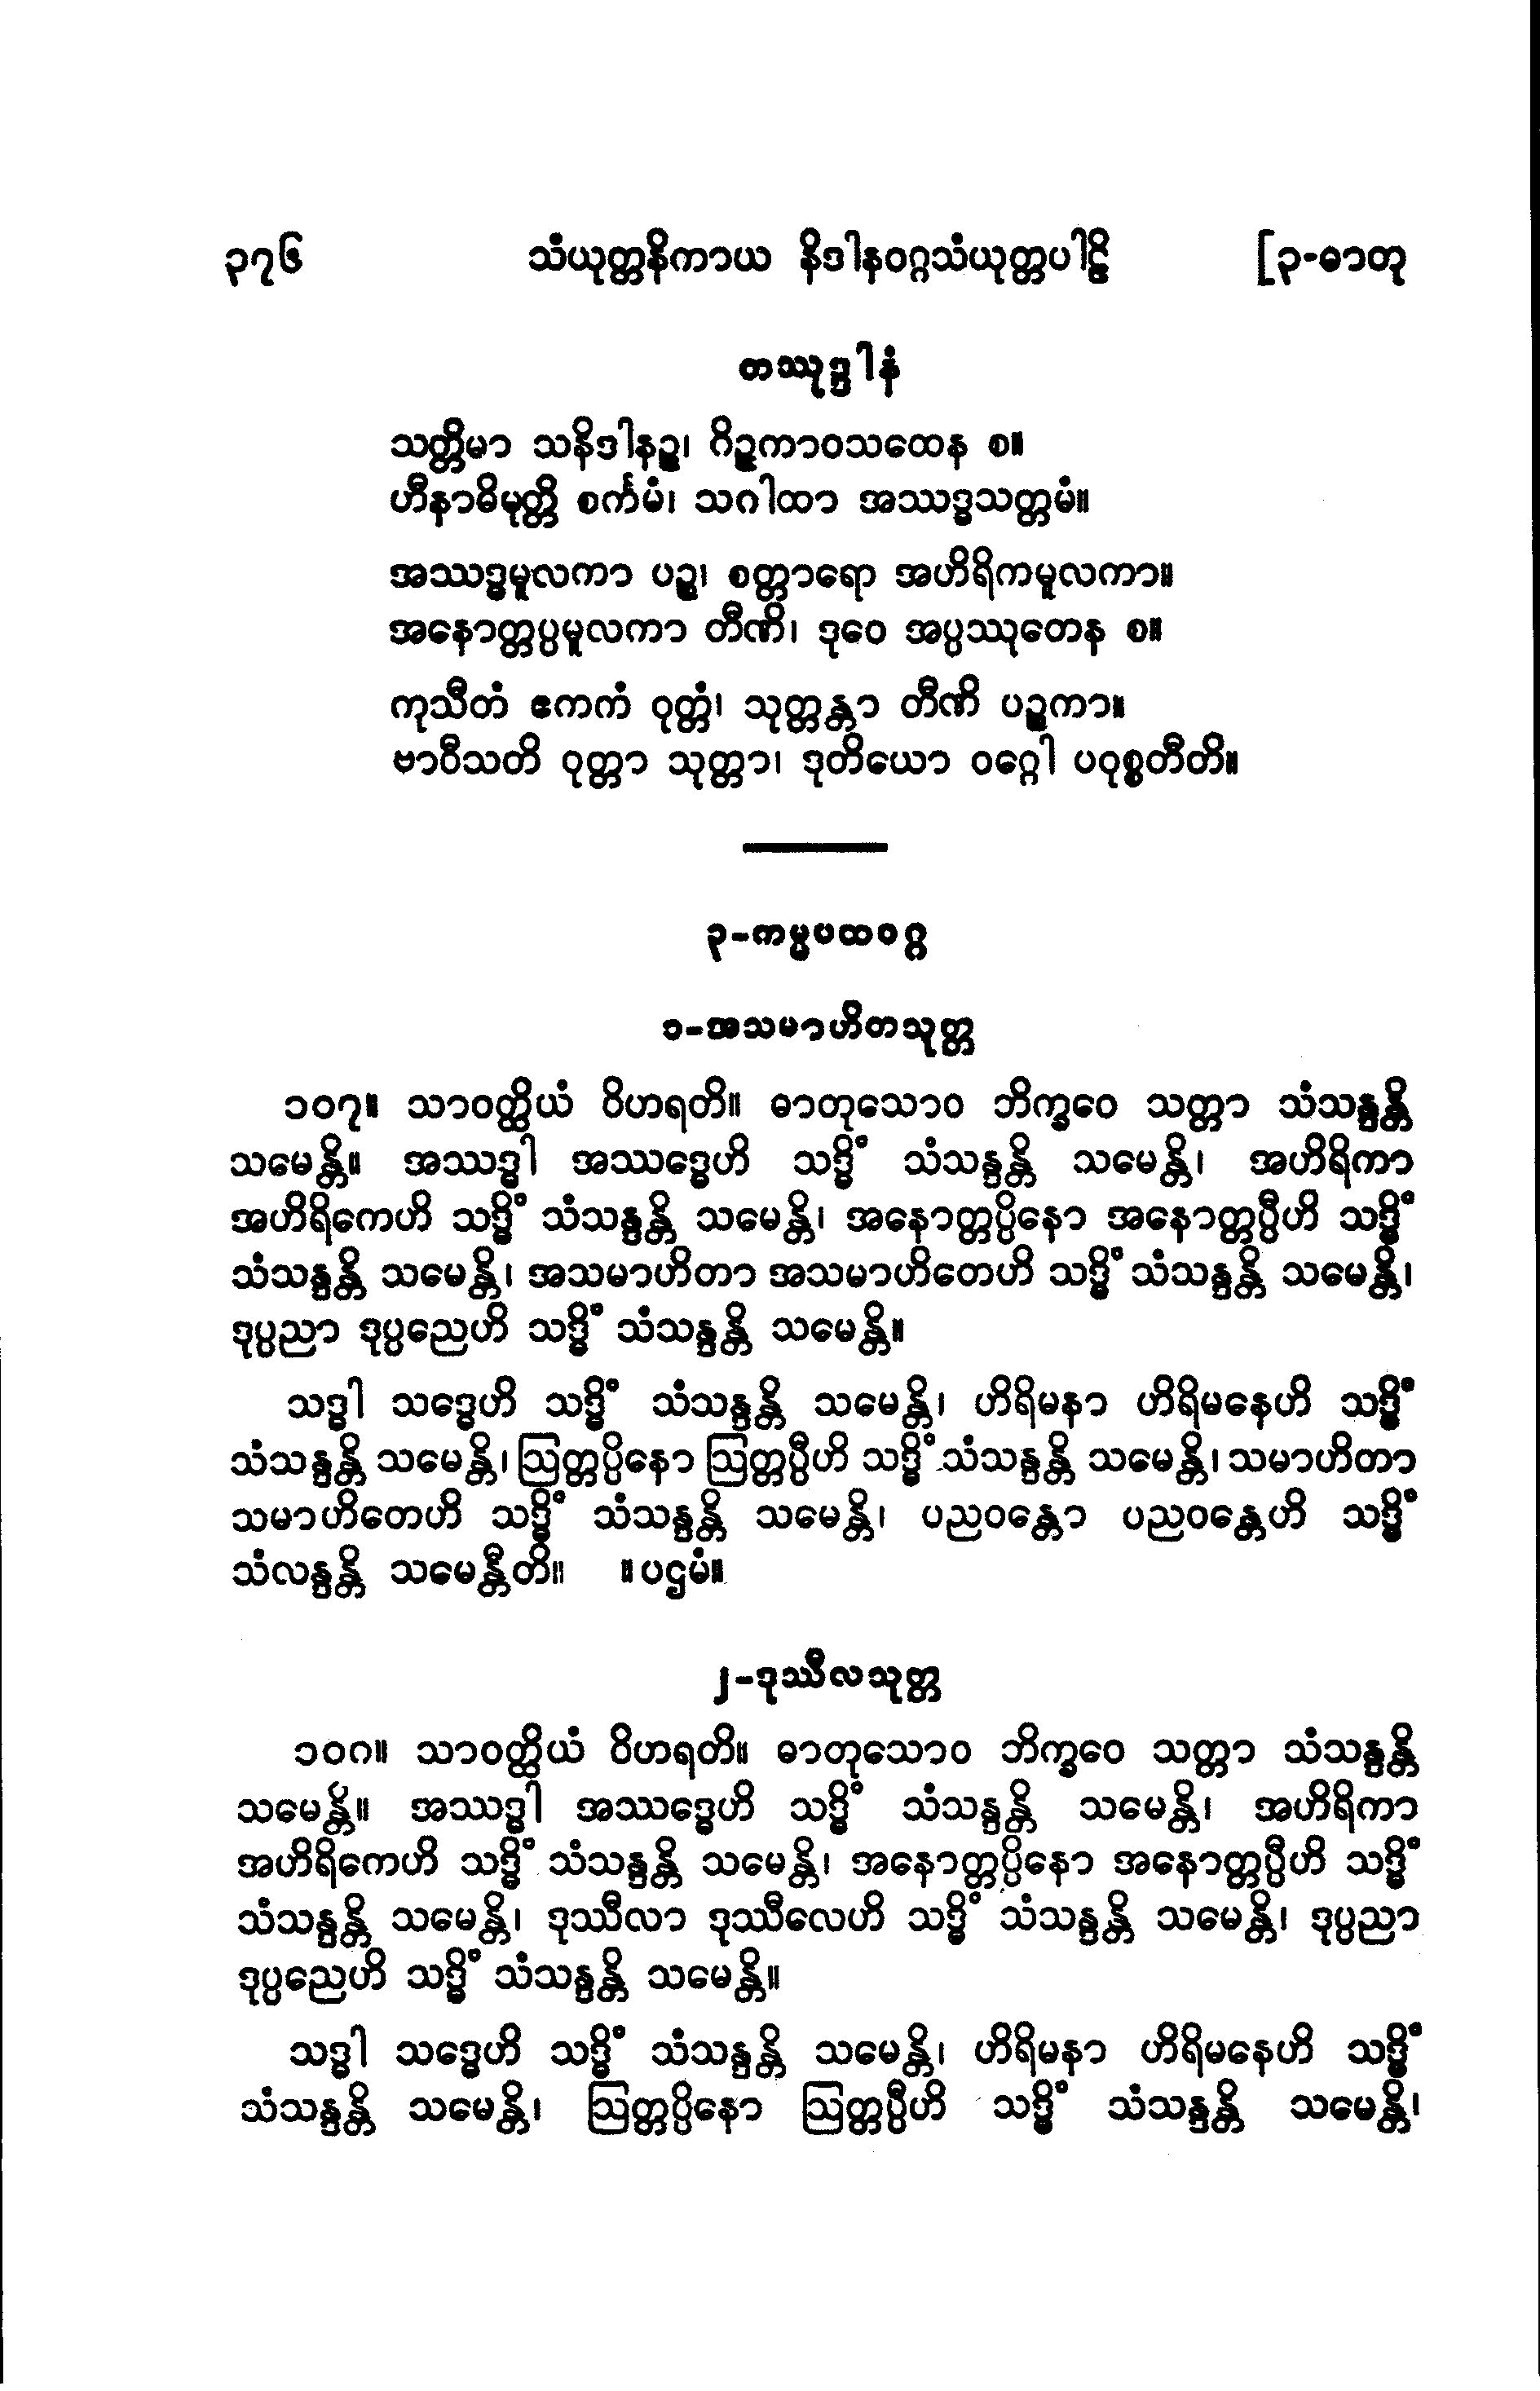 ၃၇၆ သံယုတ္တနိကာယ နိဒါနဝဂ္ဂသံယုတ္တပါဠိ [၃-ဓာတု
တဿုဒ္ဒါနံ
သတ္တိမာ သနိဒါနဉ္စ၊ ဂိဉ္စကာဝသထေန စ။
ဟီနာဓိမုတ္တိ စင်္ကမံ၊ သဂါထာ အဿဒ္ဓသတ္တမံ။
အဿဒ္ဓမူလကာ ပဉ္စ၊ စတ္တာရော အဟိရိကမူလကာ။
အနောတ္တပ္ပမူလကာ တီဏိ၊ ဒုဝေ အပ္ပဿုတေန စ။
ကုသီတံ ဧကကံ ဝုတ္တံ၊ သုတ္တန္တာ တီဏိ ပဉ္စကာ။
ဗာဝီသတိ ဝုတ္တာ သုတ္တာ၊ ဒုတိယော ဝဂ္ဂေါ ပဝုစ္စတီတိ။
၃-ကမ္မပထဝဂ္ဂ
၁-အသမာဟိတသုတ္တ
၁၀၇။ သာဝတ္ထိယံ ဝိဟရတိ။ ဓာတုသောဝ ဘိက္ခဝေ သတ္တာ သံသန္ဒန္တိ
သမေန္တိ။ အဿဒ္ဓါ အဿဒ္ဓေဟိ သဒ္ဓိံ သံသန္ဒန္တိ သမေန္တိ၊ အဟိရိကာ
အဟိရိကေဟိ သဒ္ဓိံ သံသန္ဒန္တိ သမေန္တိ၊ အနောတ္တပ္ပိနော အနောတ္တပ္ပီဟိ သဒ္ဓိံ
သံသန္ဒန္တိ သမေန္တိ၊ အသမာဟိတာ အသမာဟိတေဟိ သဒ္ဓိံ သံသန္ဒန္တိ သမေန္တိ၊
ဒုပ္ပညာ ဒုပ္ပညေဟိ သဒ္ဓိံ သံသန္ဒန္တိ သမေန္တိ။
သဒ္ဓါ သဒ္ဓေဟိ သဒ္ဓိံ သံသန္ဒန္တိ သမေန္တိ၊ ဟိရိမနာ ဟိရိမနေဟိ သဒ္ဓိံ
သံသန္ဒန္တိ သမေန္တိ၊ ဩတ္တပ္ပိနော ဩတ္တပ္ပီဟိ သဒ္ဓိံ သံသန္ဒန္တိ သမေန္တိ၊ သမာဟိတာ
သမာဟိတေဟိ သဒ္ဓိံ သံသန္ဒန္တိ သမေန္တိ၊ ပညဝန္တော ပညဝန္တေဟိ သဒ္ဓိံ
သံလန္ဒန္တိ သမေန္တီတိ။ ။ပဌမံ။
၂-ဒုဿီလသုတ္တ
၁၀၈။ သာဝတ္ထိယံ ဝိဟရတိ။ ဓာတုသောဝ ဘိက္ခဝေ သတ္တာ သံသန္ဒန္တိ
သမေန္တိ။ အဿဒ္ဓါ အဿဒ္ဓေဟိ သဒ္ဓိံ သံသန္ဒန္တိ သမေန္တိ၊ အဟိရိကာ
အဟိရိကေဟိ သဒ္ဓိံ သံသန္ဒန္တိ သမေန္တိ၊ အနောတ္တပ္ပိနော အနောတ္တပ္ပီဟိ သဒ္ဓိံ
သံသန္ဒန္တိ သမေန္တိ၊ ဒုဿီလာ ဒုဿီလေဟိ သဒ္ဓိံ သံသန္ဒန္တိ သမေန္တိ၊ ဒုပ္ပညာ
ဒုပ္ပညေဟိ သဒ္ဓိံ သံသန္ဒန္တိ သမေန္တိ။
သဒ္ဓါ သဒ္ဓေဟိ သဒ္ဓိံ သံသန္ဒန္တိ သမေန္တိ၊ ဟိရိမနာ ဟိရိမနေဟိ သဒ္ဓိံ
သံသန္ဒန္တိ သမေန္တိ၊ ဩတ္တပ္ပိနော ဩတ္တပ္ပီဟိ သဒ္ဓိံ သံသန္ဒန္တိ သမေန္တိ၊